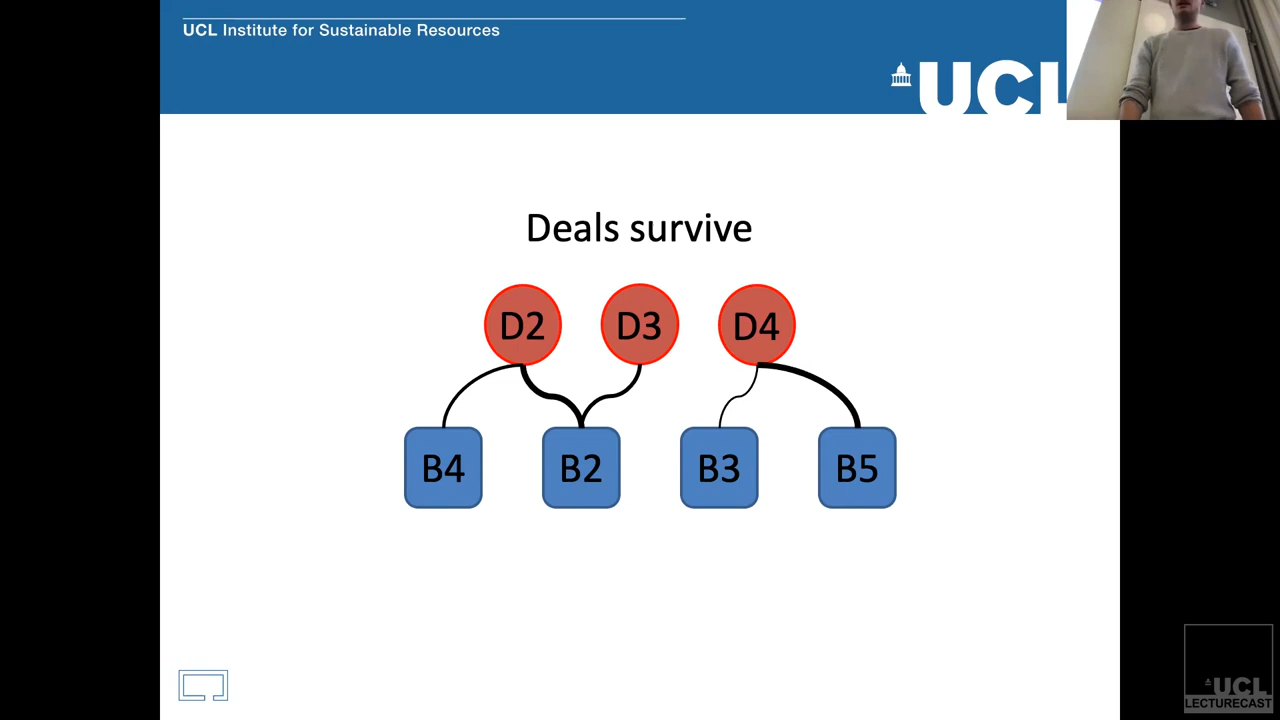 UCL Institute for Sustainable Resources
UCL
Deals survive
D2 D3 D4
B4 B2 B3 B5
UCL
LECTURECAST